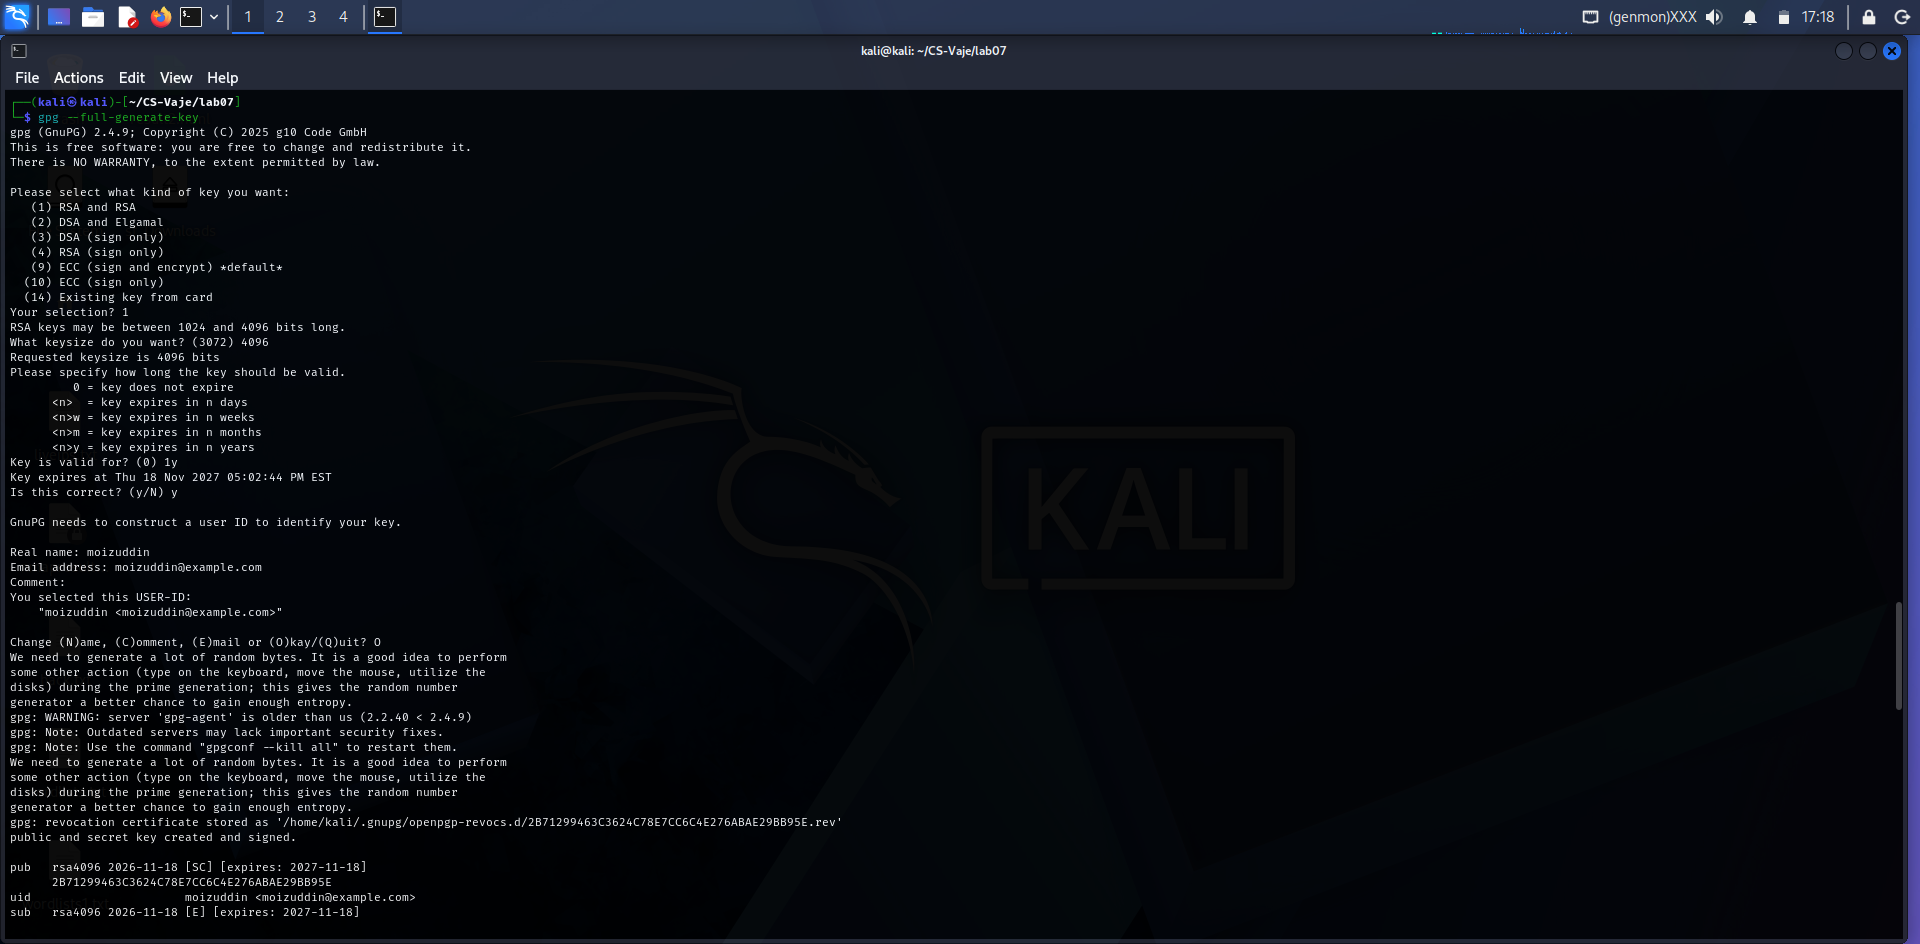 1 2 3 4 (genmon)XXX 17:18
kali@kali: ~/CS-Vaje/lab07
File Actions Edit View Help
┌──(kali㉿kali)-[~/CS-Vaje/lab07]
└─$ gpg --full-generate-key
gpg (GnuPG) 2.4.9; Copyright (C) 2025 g10 Code GmbH
This is free software: you are free to change and redistribute it.
There is NO WARRANTY, to the extent permitted by law.
Please select what kind of key you want:
(1) RSA and RSA
(2) DSA and Elgamal
(3) DSA (sign only)
(4) RSA (sign only)
(9) ECC (sign and encrypt) *default*
(10) ECC (sign only)
(14) Existing key from card
Your selection? 1
RSA keys may be between 1024 and 4096 bits long.
What keysize do you want? (3072) 4096
Requested keysize is 4096 bits
Please specify how long the key should be valid.
0 = key does not expire
<n>  = key expires in n days
<n>w = key expires in n weeks
<n>m = key expires in n months
<n>y = key expires in n years
Key is valid for? (0) 1y
Key expires at Thu 18 Nov 2027 05:02:44 PM EST
Is this correct? (y/N) y
GnuPG needs to construct a user ID to identify your key.
Real name: moizuddin
Email address: moizuddin@example.com
Comment:
You selected this USER-ID:
"moizuddin <moizuddin@example.com>"
Change (N)ame, (C)omment, (E)mail or (O)kay/(Q)uit? O
We need to generate a lot of random bytes. It is a good idea to perform
some other action (type on the keyboard, move the mouse, utilize the
disks) during the prime generation; this gives the random number
generator a better chance to gain enough entropy.
gpg: WARNING: server 'gpg-agent' is older than us (2.2.40 < 2.4.9)
gpg: Note: Outdated servers may lack important security fixes.
gpg: Note: Use the command "gpgconf --kill all" to restart them.
We need to generate a lot of random bytes. It is a good idea to perform
some other action (type on the keyboard, move the mouse, utilize the
disks) during the prime generation; this gives the random number
generator a better chance to gain enough entropy.
gpg: revocation certificate stored as '/home/kali/.gnupg/openpgp-revocs.d/2B71299463C3624C78E7CC6C4E276ABAE29BB95E.rev'
public and secret key created and signed.
pub   rsa4096 2026-11-18 [SC] [expires: 2027-11-18]
2B71299463C3624C78E7CC6C4E276ABAE29BB95E
uid                      moizuddin <moizuddin@example.com>
sub   rsa4096 2026-11-18 [E] [expires: 2027-11-18]
KALI